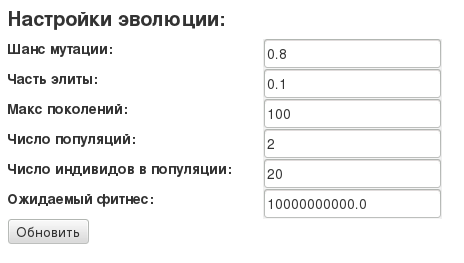 Настройки эволюции:
Шанс мутации: 0.8
Часть элиты: 0.1
Макс поколений: 100
Число популяций: 2
Число индивидов в популяции: 20
Ожидаемый фитнес: 10000000000.0
Обновить